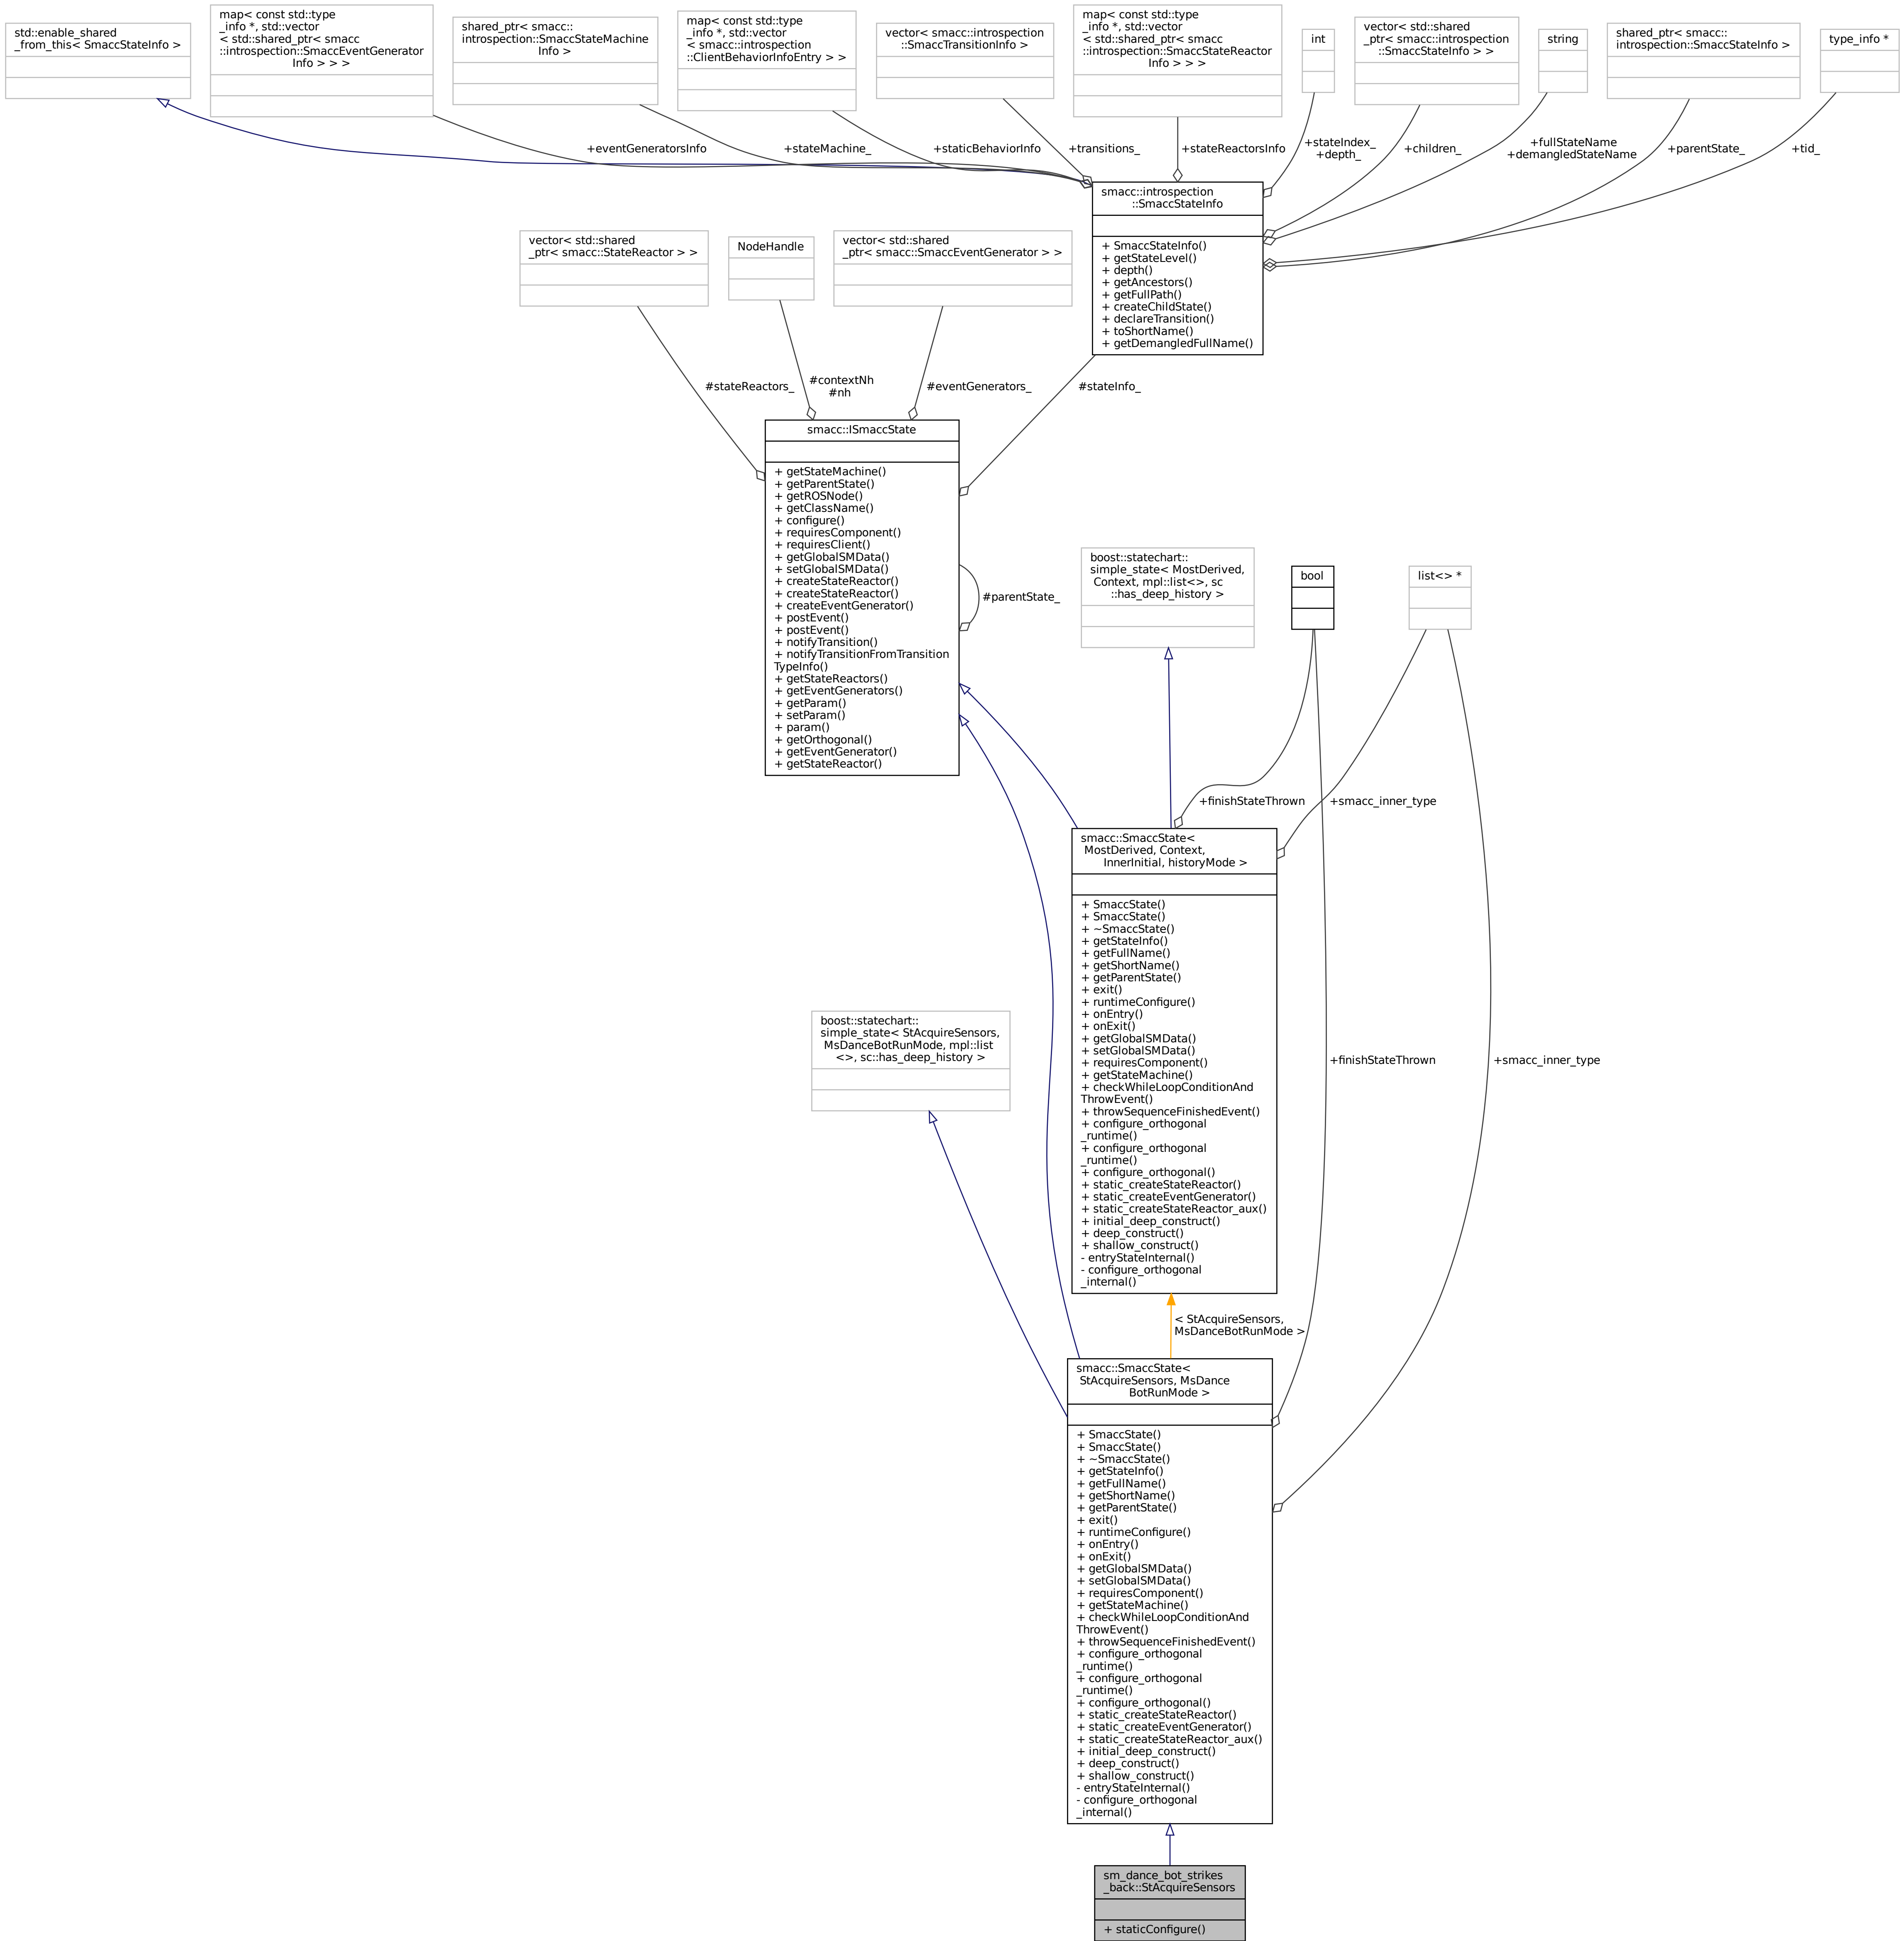 std::enable_shared
_from_this< SmaccStateInfo >
map< const std::type
_info *, std::vector
< std::shared_ptr< smacc
::introspection::SmaccEventGenerator
Info > > >
shared_ptr< smacc::
introspection::SmaccStateMachine
Info >
map< const std::type
_info *, std::vector
< smacc::introspection
::ClientBehaviorInfoEntry > >
vector< smacc::introspection
::SmaccTransitionInfo >
map< const std::type
_info *, std::vector
< std::shared_ptr< smacc
::introspection::SmaccStateReactor
Info > > >
int
vector< std::shared
_ptr< smacc::introspection
::SmaccStateInfo > >
string
shared_ptr< smacc::
introspection::SmaccStateInfo >
type_info *
+eventGeneratorsInfo
+stateMachine_
+staticBehaviorInfo
+transitions_
+stateReactorsInfo
+stateIndex_
+depth_
+children_
+fullStateName
+demangledStateName
+parentState_
+tid_
smacc::introspection
::SmaccStateInfo
+ SmaccStateInfo()
+ getStateLevel()
+ depth()
+ getAncestors()
+ getFullPath()
+ createChildState()
+ declareTransition()
+ toShortName()
+ getDemangledFullName()
vector< std::shared
_ptr< smacc::StateReactor > >
NodeHandle
vector< std::shared
_ptr< smacc::SmaccEventGenerator > >
#stateReactors_
#contextNh
#nh
#eventGenerators_
#stateInfo_
smacc::ISmaccState
+ getStateMachine()
+ getParentState()
+ getROSNode()
+ getClassName()
+ configure()
+ requiresComponent()
+ requiresClient()
+ getGlobalSMData()
+ setGlobalSMData()
+ createStateReactor()
+ createStateReactor()
+ createEventGenerator()
+ postEvent()
+ postEvent()
+ notifyTransition()
+ notifyTransitionFromTransition
TypeInfo()
+ getStateReactors()
+ getEventGenerators()
+ getParam()
+ setParam()
+ param()
+ getOrthogonal()
+ getEventGenerator()
+ getStateReactor()
#parentState_
boost::statechart::
simple_state< MostDerived,
Context, mpl::list<>, sc
::has_deep_history >
bool
list<> *
+finishStateThrown
+smacc_inner_type
smacc::SmaccState<
MostDerived, Context,
InnerInitial, historyMode >
+ SmaccState()
+ SmaccState()
+ ~SmaccState()
+ getStateInfo()
+ getFullName()
+ getShortName()
+ getParentState()
+ exit()
+ runtimeConfigure()
+ onEntry()
+ onExit()
+ getGlobalSMData()
+ setGlobalSMData()
+ requiresComponent()
+ getStateMachine()
+ checkWhileLoopConditionAnd
ThrowEvent()
+ throwSequenceFinishedEvent()
+ configure_orthogonal
_runtime()
+ configure_orthogonal
_runtime()
+ configure_orthogonal()
+ static_createStateReactor()
+ static_createEventGenerator()
+ static_createStateReactor_aux()
+ initial_deep_construct()
+ deep_construct()
+ shallow_construct()
- entryStateInternal()
- configure_orthogonal
_internal()
boost::statechart::
simple_state< StAcquireSensors,
MsDanceBotRunMode, mpl::list
<>, sc::has_deep_history >
+finishStateThrown
+smacc_inner_type
< StAcquireSensors,
MsDanceBotRunMode >
smacc::SmaccState<
StAcquireSensors, MsDance
BotRunMode >
+ SmaccState()
+ SmaccState()
+ ~SmaccState()
+ getStateInfo()
+ getFullName()
+ getShortName()
+ getParentState()
+ exit()
+ runtimeConfigure()
+ onEntry()
+ onExit()
+ getGlobalSMData()
+ setGlobalSMData()
+ requiresComponent()
+ getStateMachine()
+ checkWhileLoopConditionAnd
ThrowEvent()
+ throwSequenceFinishedEvent()
+ configure_orthogonal
_runtime()
+ configure_orthogonal
_runtime()
+ configure_orthogonal()
+ static_createStateReactor()
+ static_createEventGenerator()
+ static_createStateReactor_aux()
+ initial_deep_construct()
+ deep_construct()
+ shallow_construct()
- entryStateInternal()
- configure_orthogonal
_internal()
sm_dance_bot_strikes
_back::StAcquireSensors
+ staticConfigure()